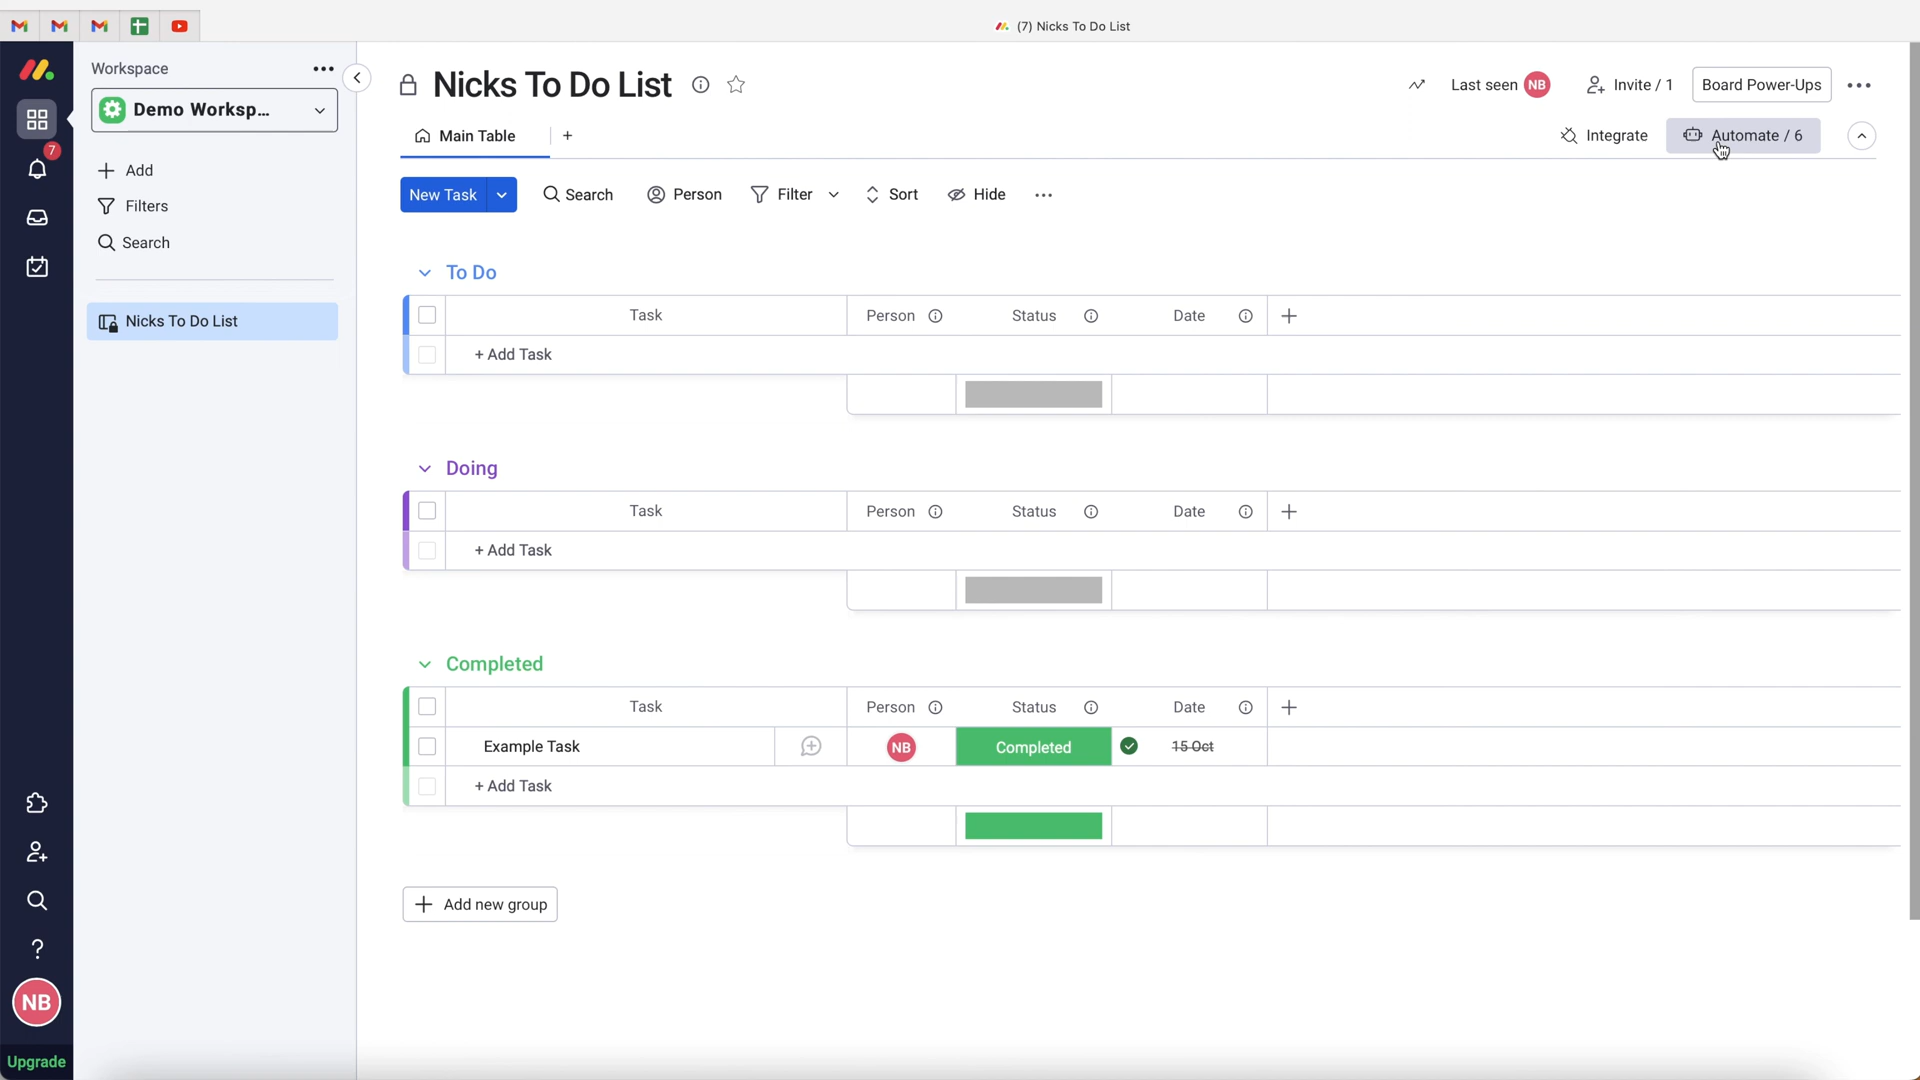 (7) Nicks To Do List
Workspace
Demo Worksp...
7
Add
Filters
Search
Nicks To Do List
NB
Upgrade
Nicks To Do List
Last seen NB
Invite / 1
Board Power-Ups
Main Table
Integrate
Automate / 6
New Task
Search
Person
Filter
Sort
Hide
To Do
Task Person Status Date
+ Add Task
Doing
Task Person Status Date
+ Add Task
Completed
Task Person Status Date
Example Task NB Completed 15 Oct
+ Add Task
Add new group